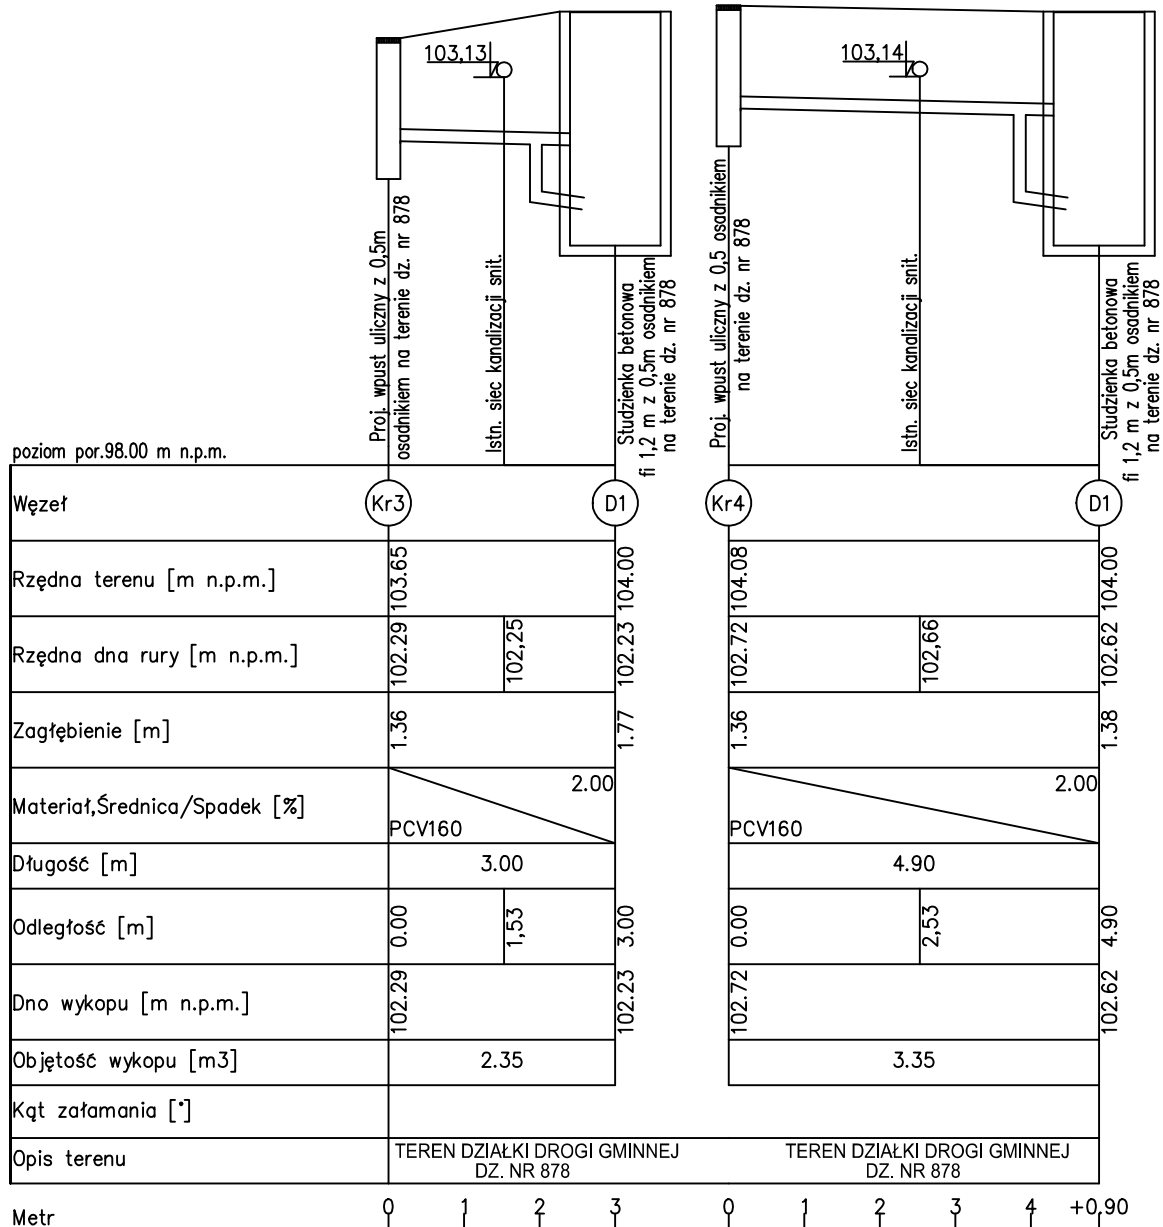 103,13
103,14
Proj. wpust uliczny z 0,5m
osadnikiem na terenie dz. nr 878
Istn. siec kanalizacji snit.
Studzienka betonowa
fi 1,2 m z 0,5m osadnikiem
na terenie dz. nr 878
Proj. wpust uliczny z 0,5 osadnikiem
na terenie dz. nr 878
Istn. siec kanalizacji snit.
Studzienka betonowa
fi 1,2 m z 0,5m osadnikiem
na terenie dz. nr 878
poziom por.98.00 m n.p.m.
Węzeł Kr3 D1 Kr4 D1
Rzędna terenu [m n.p.m.] 103.65 104.00 104.08 104.00
Rzędna dna rury [m n.p.m.] 102.29 102,25 102.23 102.72 102,66 102.62
Zagłębienie [m] 1.36 1.77 1.36 1.38
Materiał,Średnica/Spadek [%] PCV160 2.00 PCV160 2.00
Długość [m] 3.00 4.90
Odległość [m] 0.00 1,53 3.00 0.00 2,53 4.90
Dno wykopu [m n.p.m.] 102.29 102.23 102.72 102.62
Objętość wykopu [m3] 2.35 3.35
Kąt załamania [°]
Opis terenu
TEREN DZIAŁKI DROGI GMINNEJ
DZ. NR 878
TEREN DZIAŁKI DROGI GMINNEJ
DZ. NR 878
Metr 0 1 2 3 0 1 2 3 4 +0,90